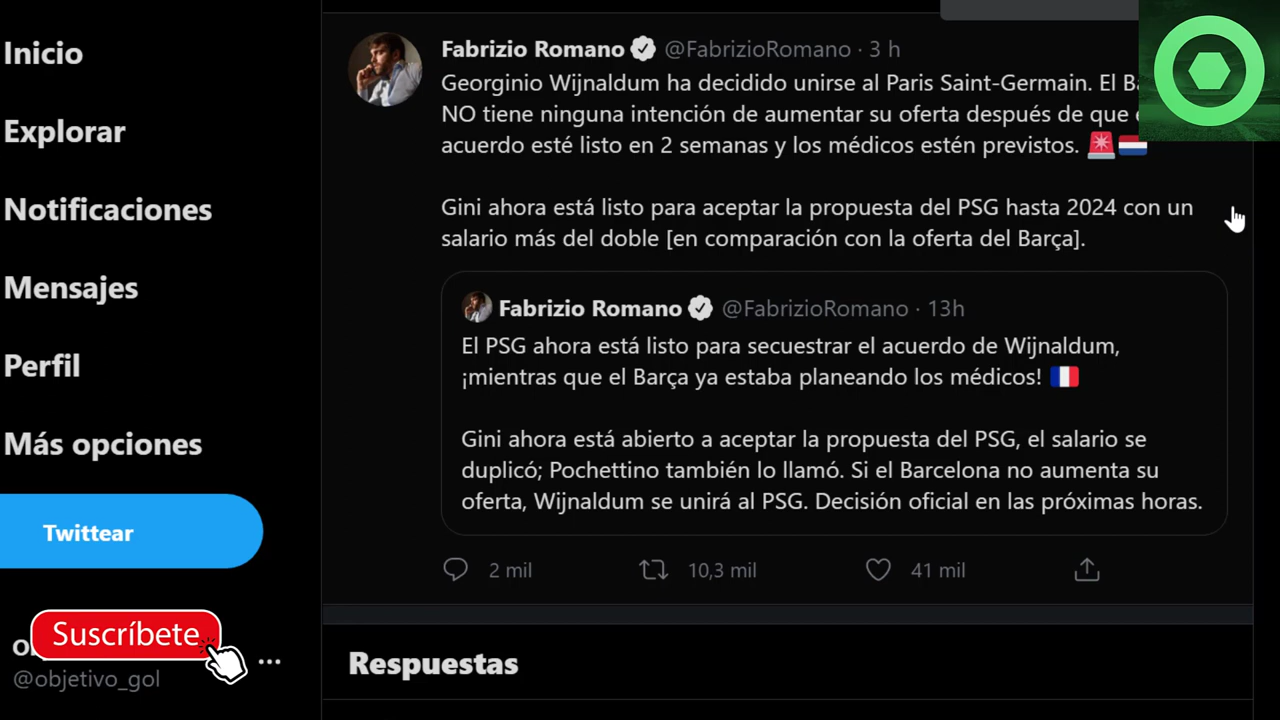 Inicio
Explorar
Notificaciones
Mensajes
Perfil
Más opciones
Twittear
Suscríbete
@objetivo_gol
Fabrizio Romano @FabrizioRomano · 3 h
Georginio Wijnaldum ha decidido unirse al Paris Saint-Germain. El
NO tiene ninguna intención de aumentar su oferta después de que
acuerdo esté listo en 2 semanas y los médicos estén previstos. 🚨🇳🇱
Gini ahora está listo para aceptar la propuesta del PSG hasta 2024 con un
salario más del doble [en comparación con la oferta del Barça].
Fabrizio Romano @FabrizioRomano · 13h
El PSG ahora está listo para secuestrar el acuerdo de Wijnaldum,
¡mientras que el Barça ya estaba planeando los médicos! 🇫🇷
Gini ahora está abierto a aceptar la propuesta del PSG, el salario se
duplicó; Pochettino también lo llamó. Si el Barcelona no aumenta su
oferta, Wijnaldum se unirá al PSG. Decisión oficial en las próximas horas.
2 mil 10,3 mil 41 mil
Respuestas